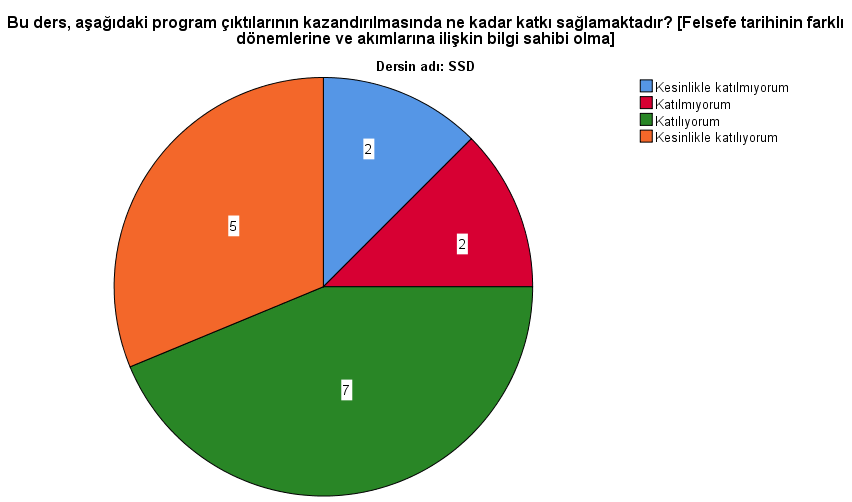 Bu ders, aşağıdaki program çıktılarının kazandırılmasında ne kadar katkı sağlamaktadır? [Felsefe tarihinin farklı
dönemlerine ve akımlarına ilişkin bilgi sahibi olma]
Dersin adı: SSD
Kesinlikle katılmıyorum
Katılmıyorum
Katılıyorum
Kesinlikle katılıyorum
2
2
5
7